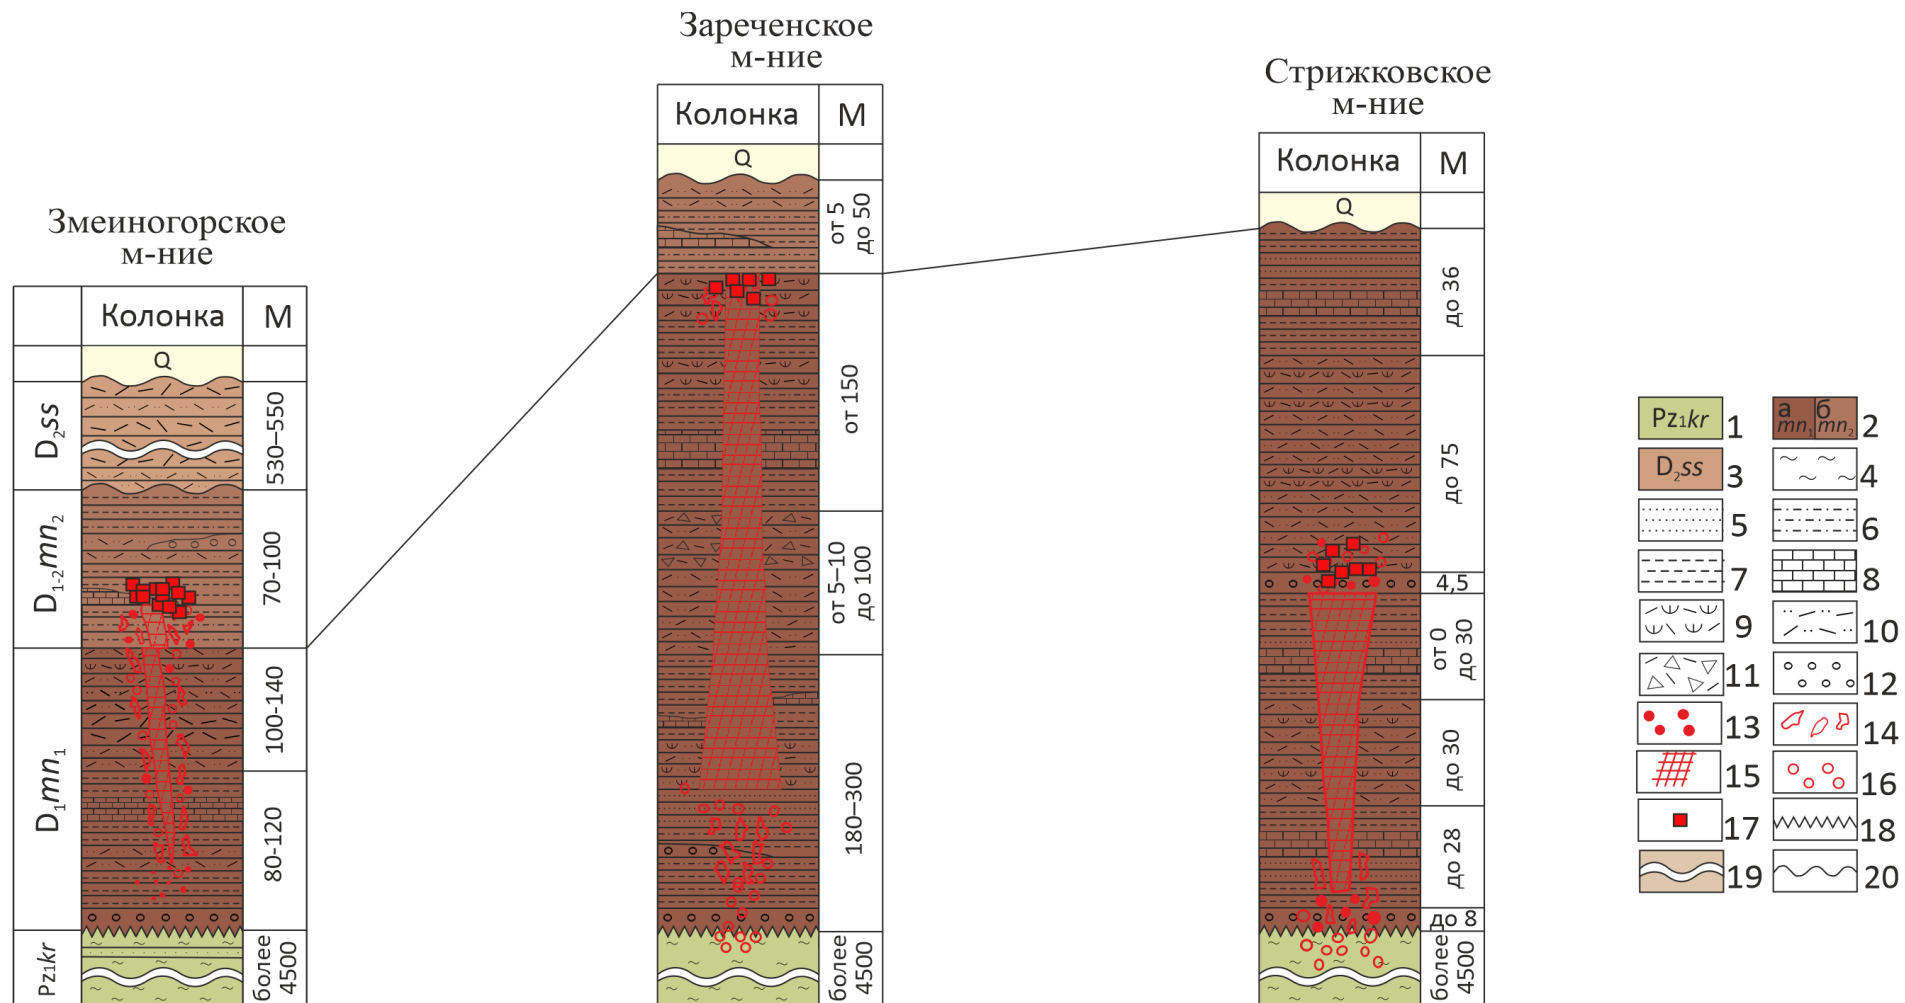 Змеиногорское
м-ние
Колонка М
Q
D₂ss
530–550
D₁₋₂mn₂
70-100
D₁mn₁
100-140
80-120
Pz₁kr
более
4500
Зареченское
м-ние
Колонка М
Q
от 5
до 50
от 150
от 5–10
до 100
180–300
более
4500
Стрижковское
м-ние
Колонка М
Q
до 36
до 75
4,5
от 0
до 30
до 30
до 28
до 8
более
4500
Pz₁kr 1
а б
mn₁ mn₂ 2
D₂ss 3
4
5
6
7
8
9
10
11
12
13
14
15
16
17
18
19
20